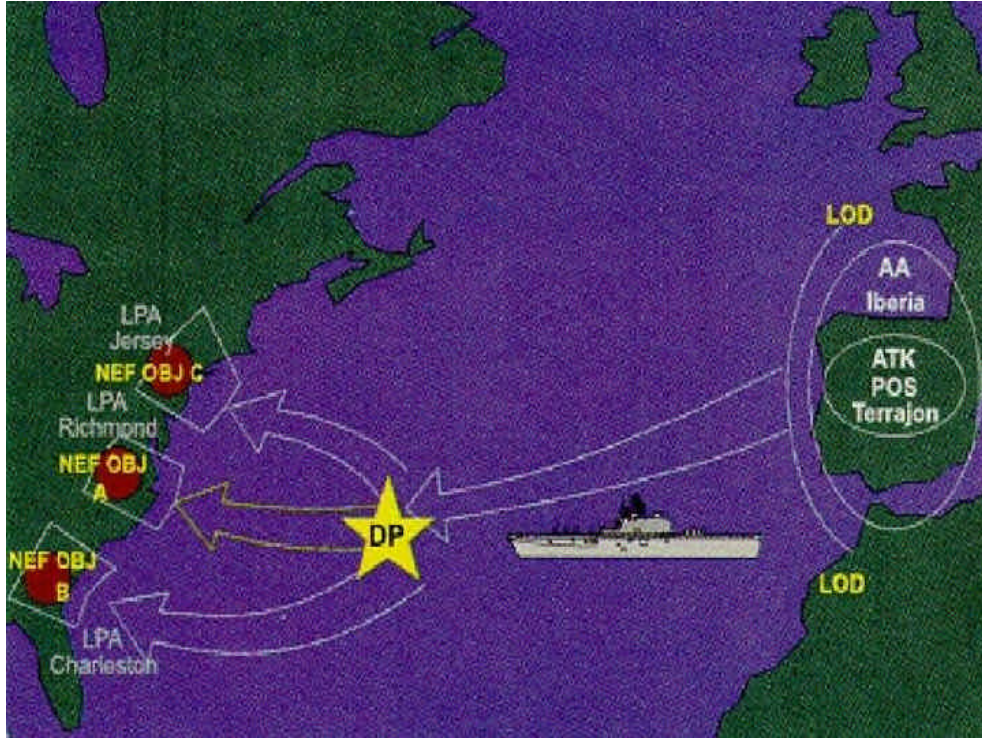 LOD
AA
Iberia
LPA
Jersey
NEF OBJ C
ATK
POS
Terrajon
LPA
Richmond
NEF OBJ
A
DP
NEF OBJ
B
LOD
LPA
Charleston